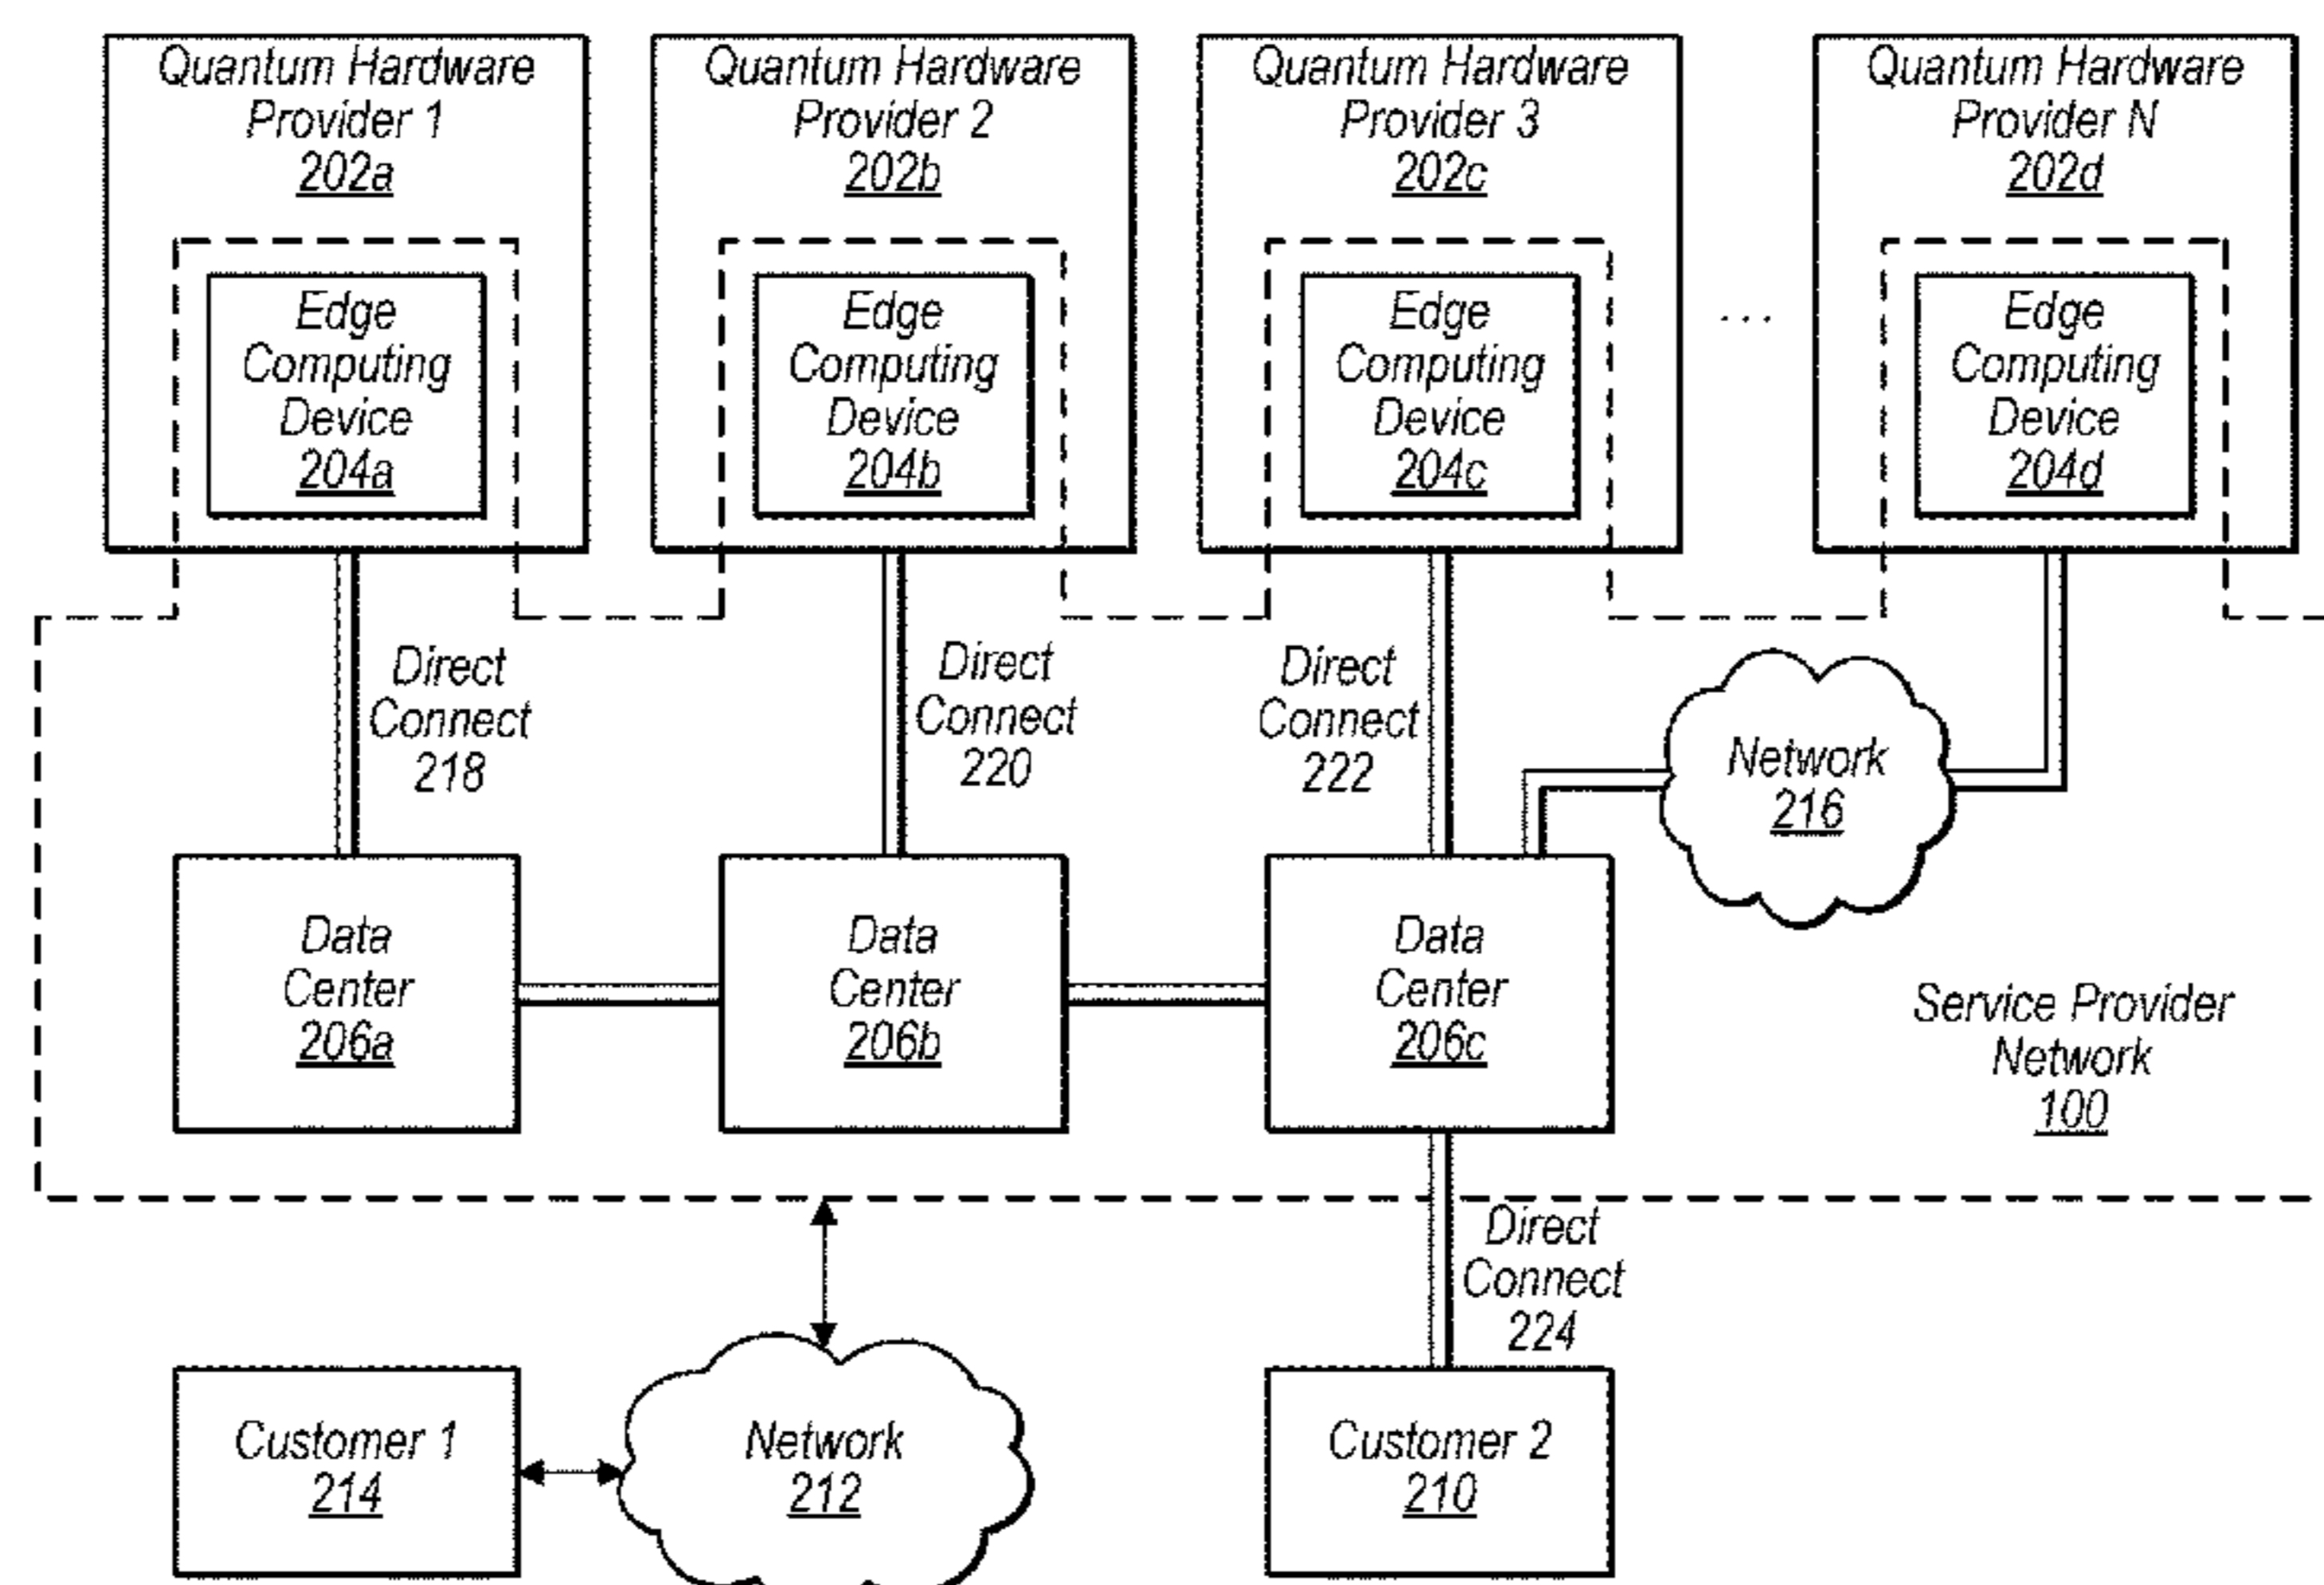 Quantum Hardware
Provider 1
202a
Edge
Computing
Device
204a
Quantum Hardware
Provider 2
202b
Edge
Computing
Device
204b
Quantum Hardware
Provider 3
202c
Edge
Computing
Device
204c
...
Quantum Hardware
Provider N
202d
Edge
Computing
Device
204d
Direct
Connect
218
Direct
Connect
220
Direct
Connect
222
Network
216
Data
Center
206a
Data
Center
206b
Data
Center
206c
Service Provider
Network
100
Direct
Connect
224
Customer 1
214
Network
212
Customer 2
210